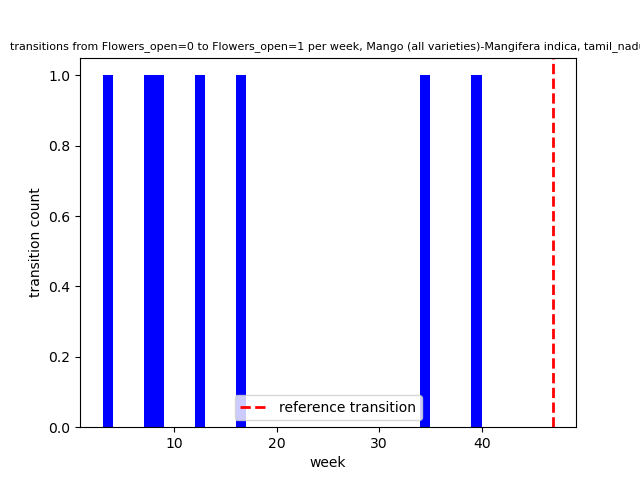 transitions from Flowers_open=0 to Flowers_open=1 per week, Mango (all varieties)-Mangifera indica, tamil_nad
1.0
0.8
0.6
0.4
0.2
0.0
transition count
reference transition
10
20
30
40
week